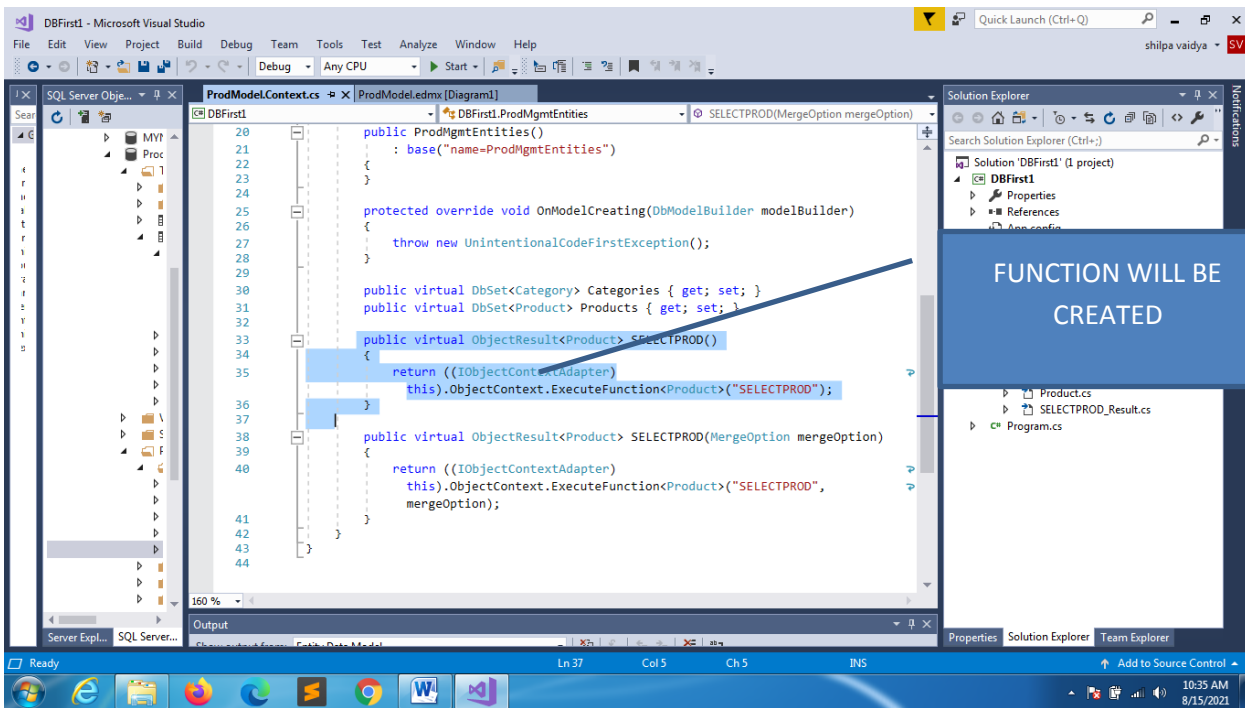 DBFirst1 - Microsoft Visual Studio
Quick Launch (Ctrl+Q)
File Edit View Project Build Debug Team Tools Test Analyze Window Help
shilpa vaidya SV
Debug Any CPU Start
SQL Server Obje...
ProdModel.Context.cs ProdModel.edmx [Diagram1]
Solution Explorer
Notifications
Sear
DBFirst1 DBFirst1.ProdMgmtEntities SELECTPROD(MergeOption mergeOption)
Search Solution Explorer (Ctrl+;)
Solution 'DBFirst1' (1 project)
DBFirst1
Properties
References
App.config
Product.cs
SELECTPROD_Result.cs
Program.cs
FUNCTION WILL BE
CREATED
20 public ProdMgmtEntities()
21 : base("name=ProdMgmtEntities")
22 {
23 }
24
25 protected override void OnModelCreating(DbModelBuilder modelBuilder)
26 {
27 throw new UnintentionalCodeFirstException();
28 }
29
30 public virtual DbSet<Category> Categories { get; set; }
31 public virtual DbSet<Product> Products { get; set; }
32
33 public virtual ObjectResult<Product> SELECTPROD()
34 {
35 return ((IObjectContextAdapter)
this).ObjectContext.ExecuteFunction<Product>("SELECTPROD");
36 }
37
38 public virtual ObjectResult<Product> SELECTPROD(MergeOption mergeOption)
39 {
40 return ((IObjectContextAdapter)
this).ObjectContext.ExecuteFunction<Product>("SELECTPROD",
mergeOption);
41 }
42 }
43 }
44
160 %
Output
Server Expl... SQL Server...
Properties Solution Explorer Team Explorer
Ready Ln 37 Col 5 Ch 5 INS Add to Source Control
10:35 AM
8/15/2021